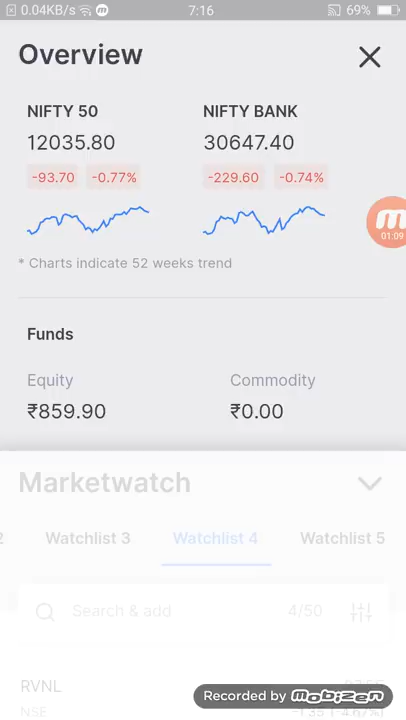 0.04KB/s 7:16 69%
Overview
NIFTY 50 NIFTY BANK
12035.80 30647.40
-93.70 -0.77% -229.60 -0.74%
01:09
* Charts indicate 52 weeks trend
Funds
Equity Commodity
₹859.90 ₹0.00
Marketwatch
2 Watchlist 3 Watchlist 4 Watchlist 5
Search & add 4/50
RVNL
NSE
Recorded by MOBIZEN